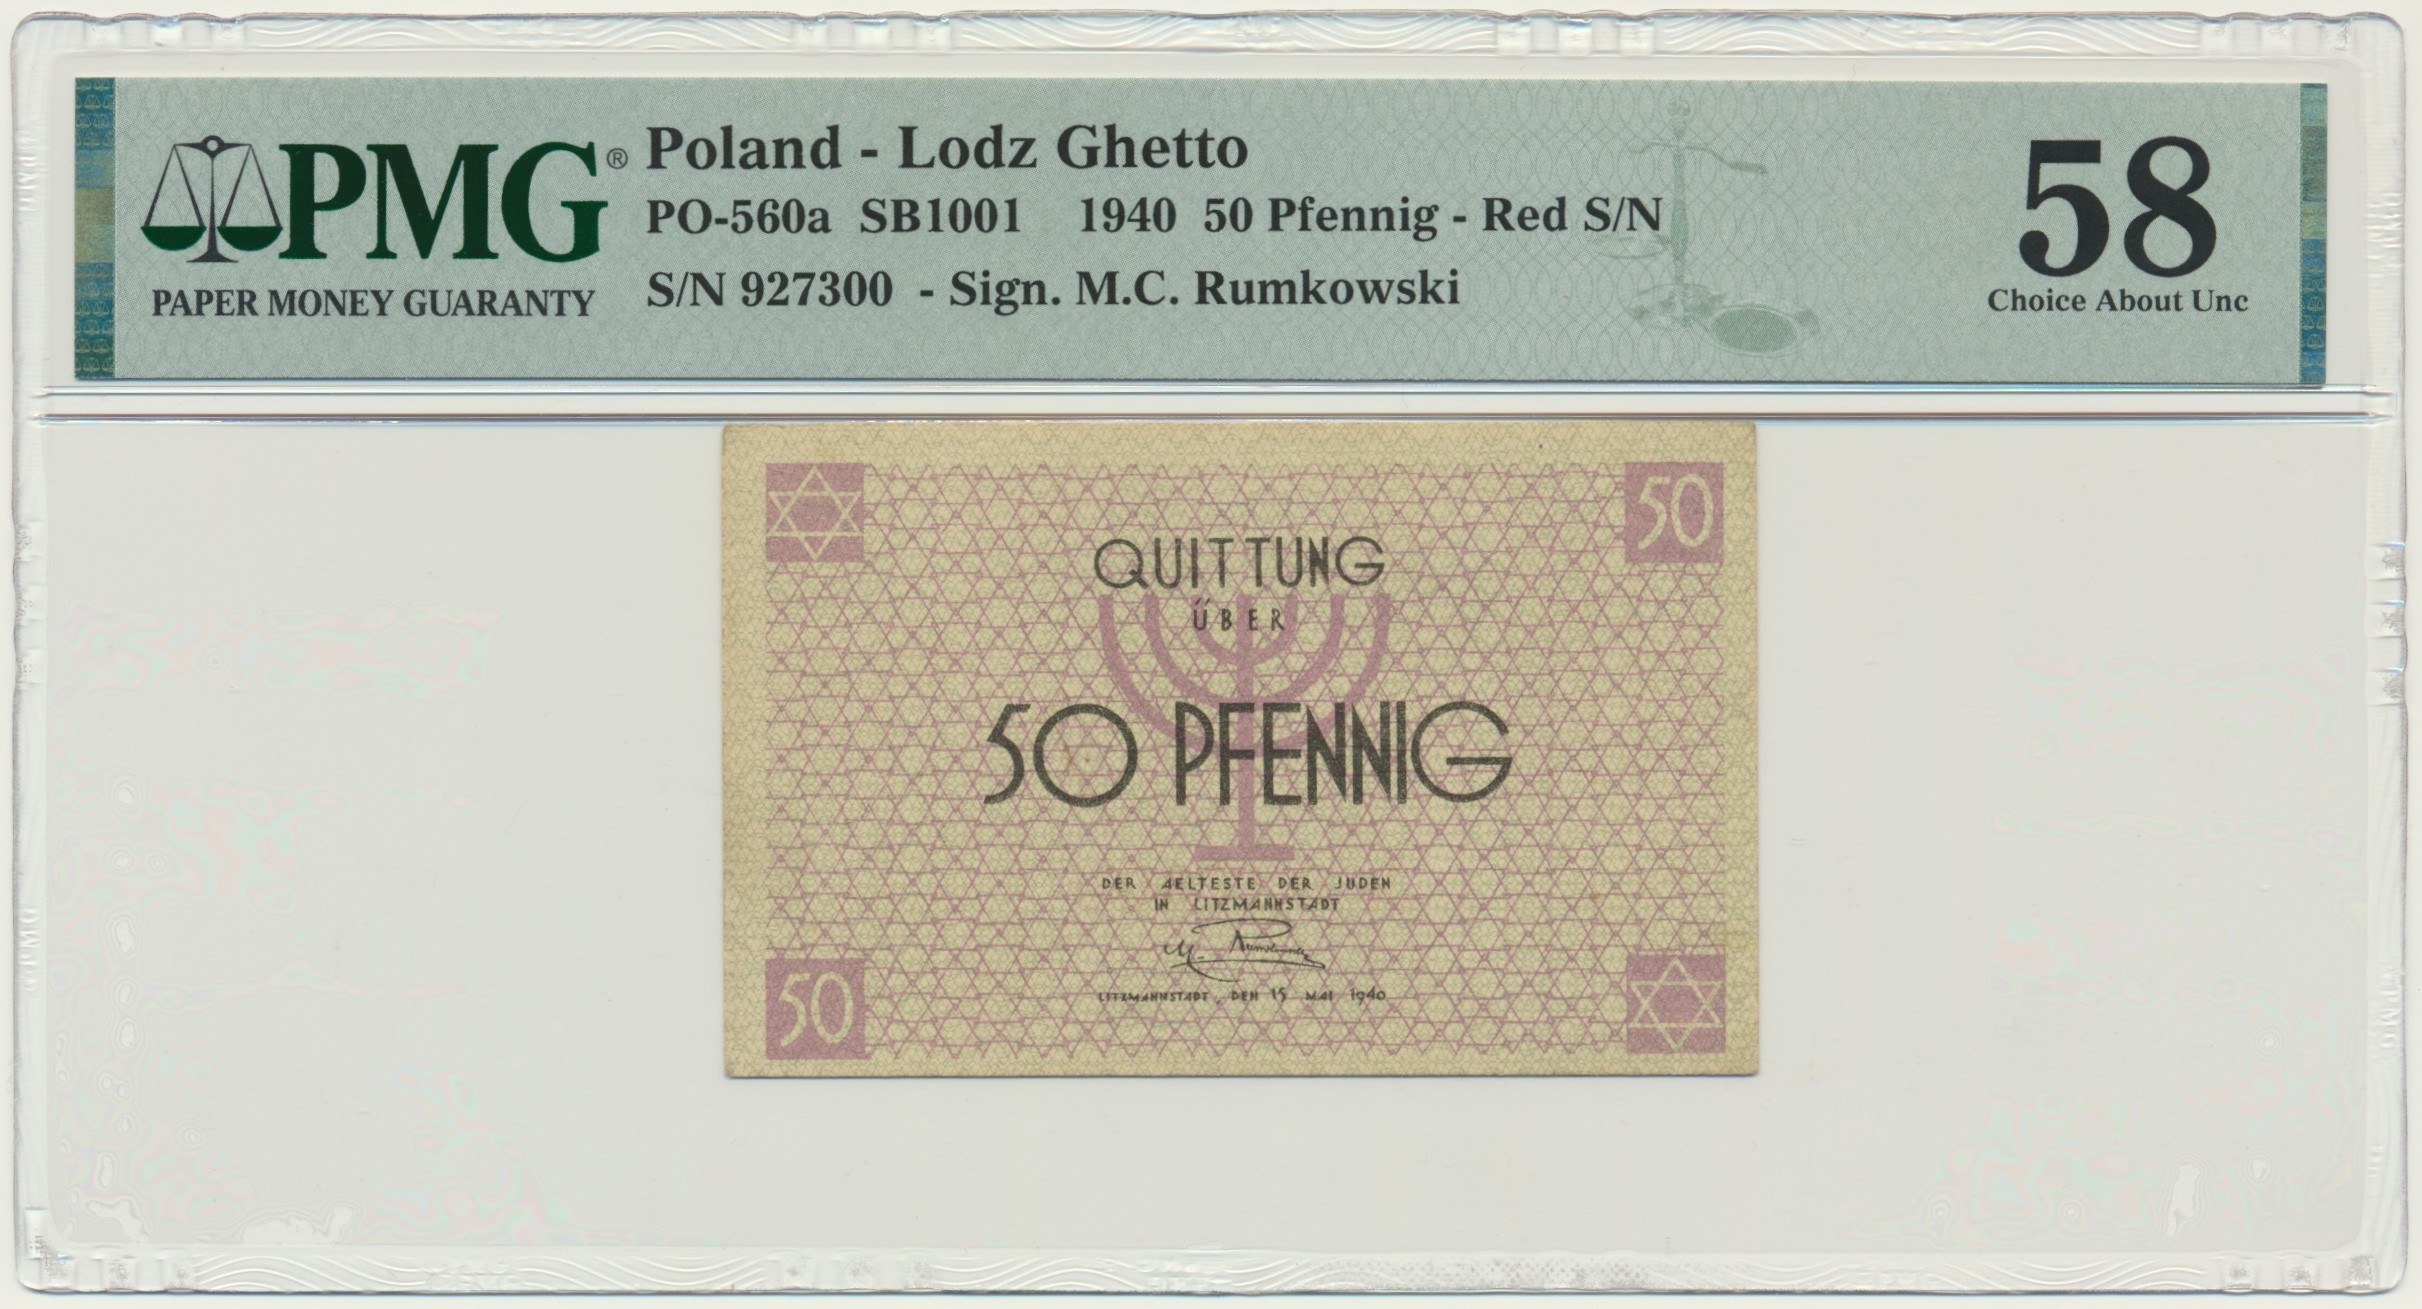 PMG®
PAPER MONEY GUARANTY
Poland - Lodz Ghetto
PO-560a SB1001 1940 50 Pfennig - Red S/N
S/N 927300 - Sign. M.C. Rumkowski
58
Choice About Unc
50
QUITTUNG
ÜBER
50 PFENNIG
DER AELTESTE DER JUDEN
IN LITZMANNSTADT
M. Rumkowski
50
LITZMANNSTADT, DEN 15 MAI 1940